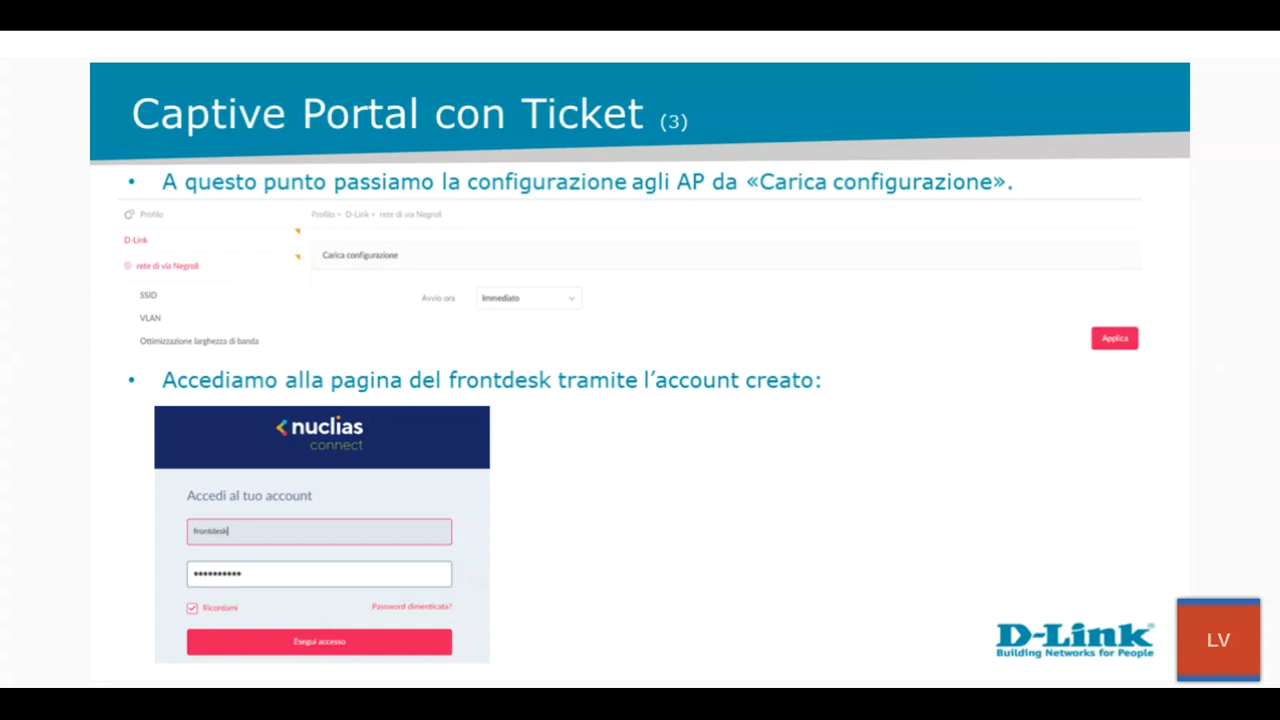 Captive Portal con Ticket (3)
• A questo punto passiamo la configurazione agli AP da «Carica configurazione».
Profilo
Profilo > D-Link > rete di via Negroli
D-Link
rete di via Negroli
Carica configurazione
SSID
Avvio ora
Immediato
VLAN
Ottimizzazione larghezza di banda
Applica
• Accediamo alla pagina del frontdesk tramite l'account creato:
nuclias
connect
Accedi al tuo account
frontdesk
••••••••••
Ricordami
Password dimenticata?
Esegui accesso
D-Link
Building Networks for People
LV